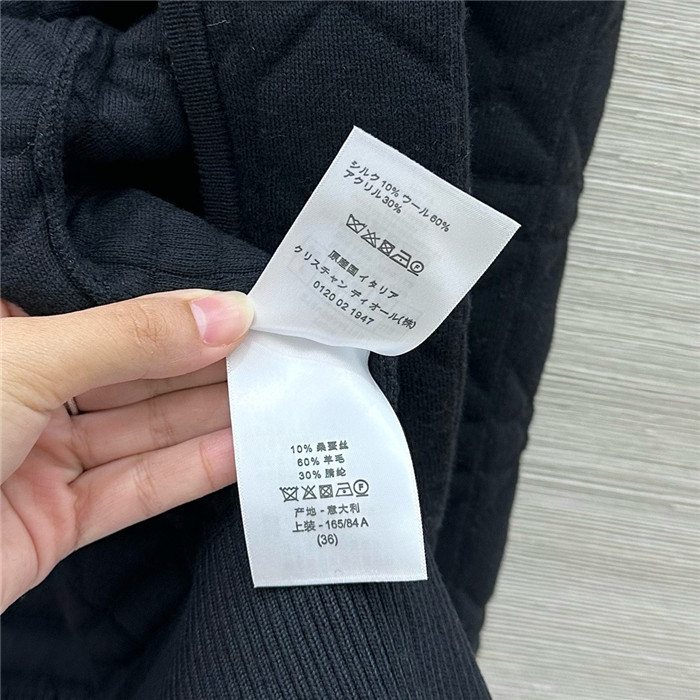 シルク 10% ウール 60%
アクリル 30%
原産国 イタリア
クリスチャン ディオール(株)
0120 02 1947
10% 桑蚕丝
60% 羊毛
30% 腈纶
产地 - 意大利
上装 - 165/84 A
(36)